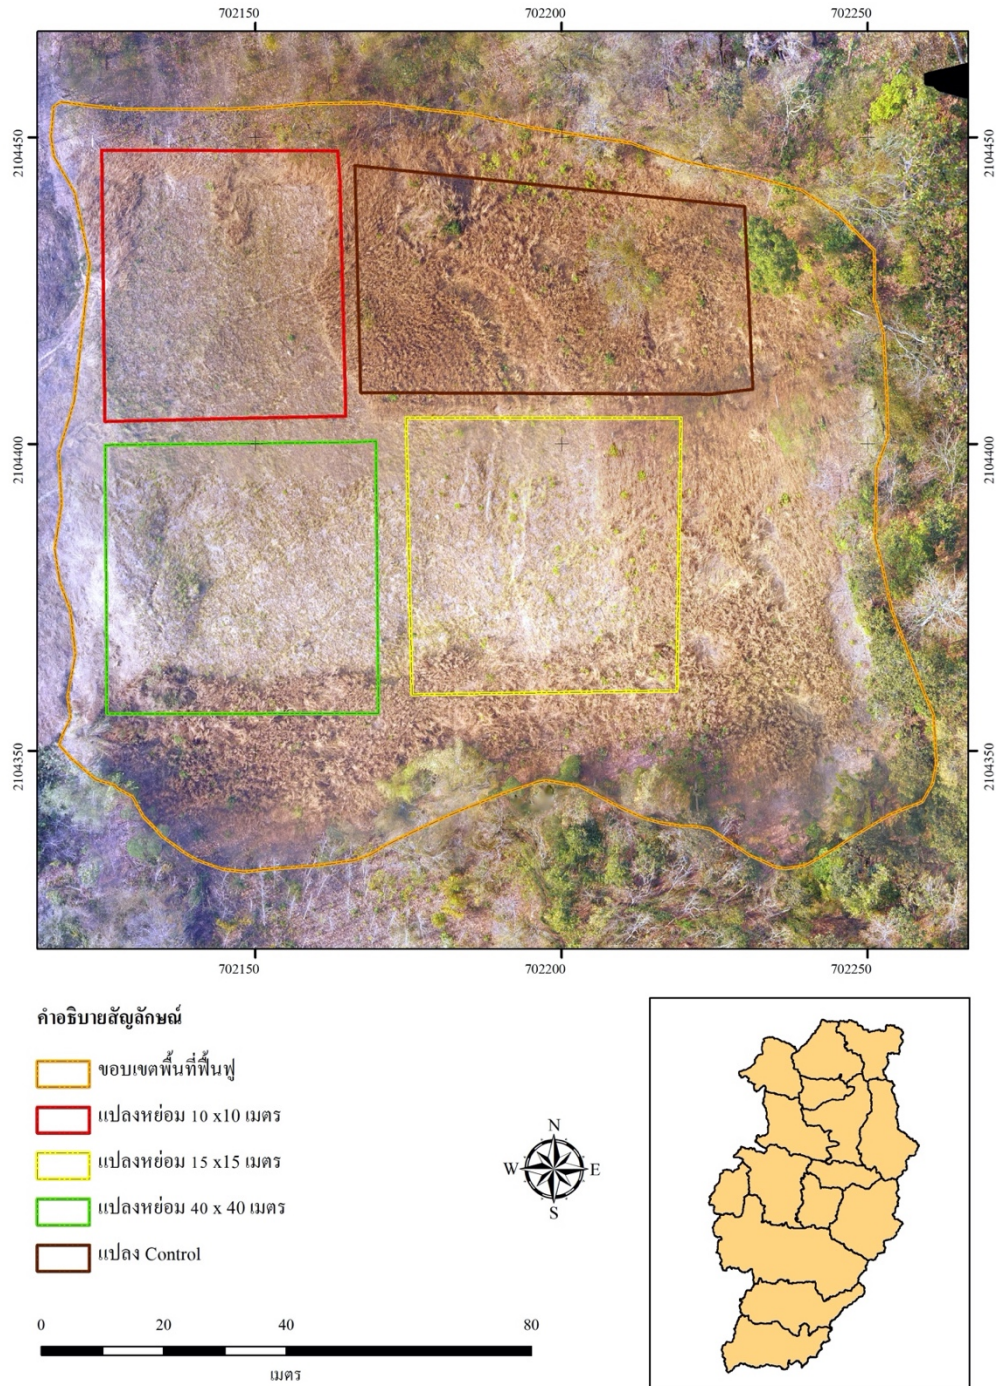 702150 702200 702250
2104450 2104450
2104400 2104400
2104350 2104350
702150 702200 702250
คำอธิบายสัญลักษณ์
ขอบเขตพื้นที่ฟื้นฟู
แปลงหย่อม 10 x10 เมตร
แปลงหย่อม 15 x15 เมตร
แปลงหย่อม 40 x 40 เมตร
แปลง Control
N
W E
S
0 20 40 80
เมตร